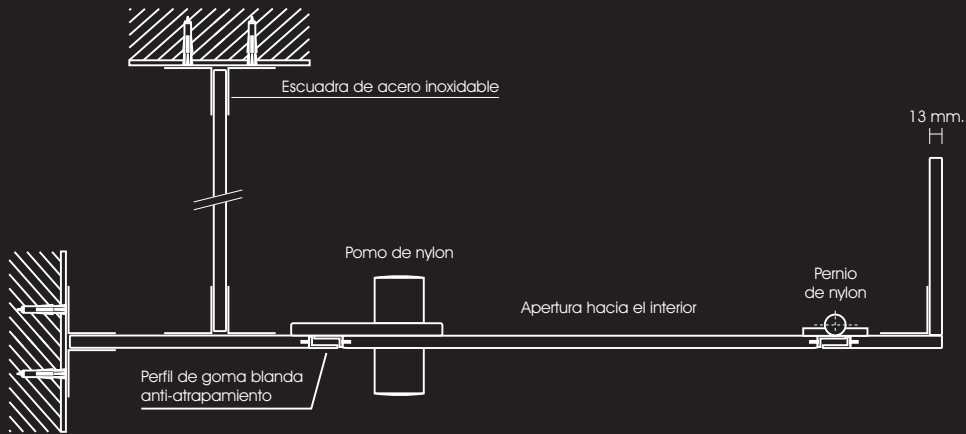 Escuadra de acero inoxidable
13 mm.
Pomo de nylon
Apertura hacia el interior
Pernio
de nylon
Perfil de goma blanda
anti-atrapamiento